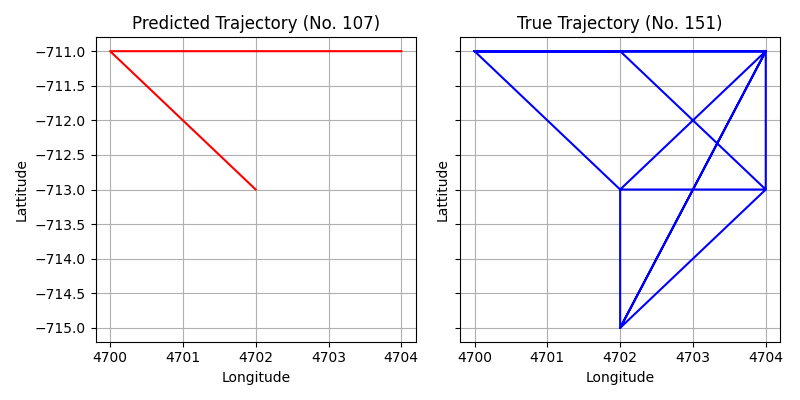 Predicted Trajectory (No. 107)
True Trajectory (No. 151)
−711.0
−711.5
−712.0
−712.5
−713.0
−713.5
−714.0
−714.5
−715.0
Lattitude
Lattitude
4700 4701 4702 4703 4704
4700 4701 4702 4703 4704
Longitude
Longitude